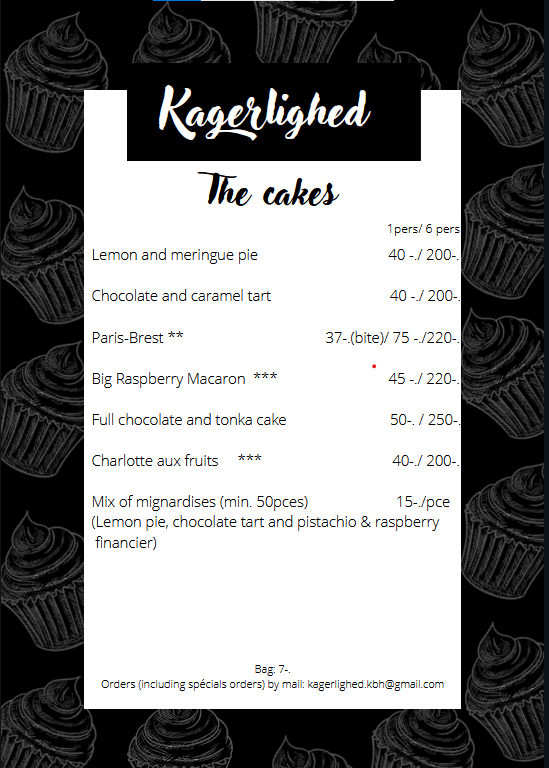 Kagerlighed
The cakes
1pers/ 6 pers
Lemon and meringue pie 40 -./ 200-.
Chocolate and caramel tart 40 -./ 200-.
Paris-Brest ** 37-.(bite)/ 75 -./220-.
Big Raspberry Macaron *** 45 -./ 220-.
Full chocolate and tonka cake 50-. / 250-.
Charlotte aux fruits *** 40-./ 200-.
Mix of mignardises (min. 50pces) 15-./pce
(Lemon pie, chocolate tart and pistachio & raspberry
financier)
Bag: 7-.
Orders (including spécials orders) by mail: kagerlighed.kbh@gmail.com